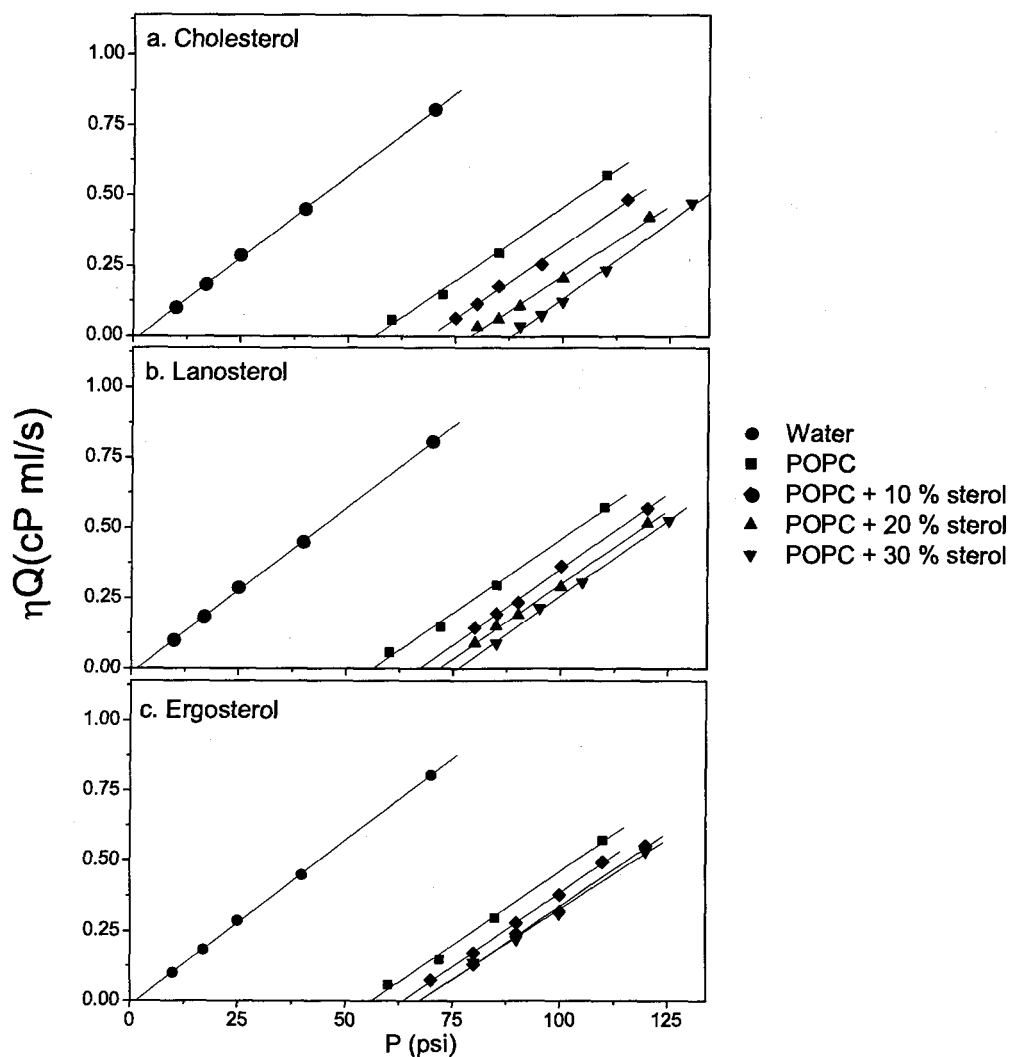 a. Cholesterol
1.00
0.75
0.50
0.25
0.00
b. Lanosterol
1.00
0.75
0.50
0.25
0.00
c. Ergosterol
1.00
0.75
0.50
0.25
0.00
0
25
50
75
100
125
P (psi)
ηQ(cP ml/s)
Water
POPC
POPC + 10 % sterol
POPC + 20 % sterol
POPC + 30 % sterol